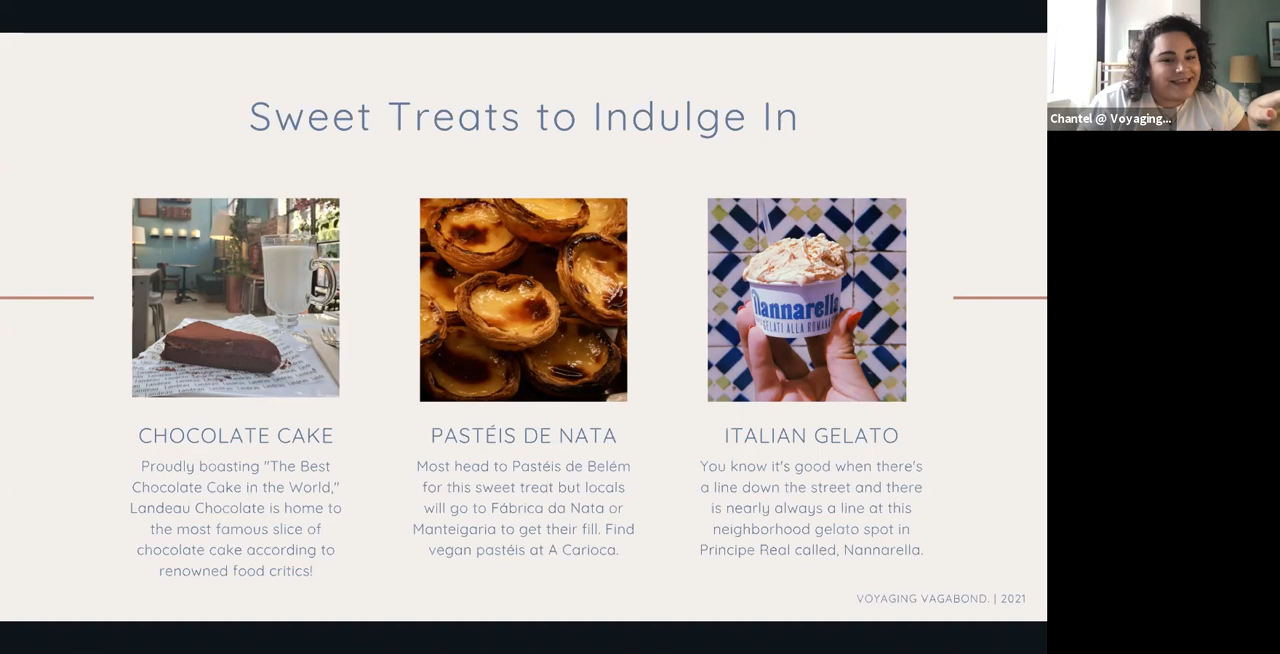 Sweet Treats to Indulge In
Chantel @ Voyaging...
nannarella
GELATI ALLA
Landeau
CHOCOLATE CAKE
Proudly boasting "The Best
Chocolate Cake in the World,"
Landeau Chocolate is home to
the most famous slice of
chocolate cake according to
renowned food critics!
PASTÉIS DE NATA
Most head to Pastéis de Belém
for this sweet treat but locals
will go to Fábrica da Nata or
Manteigaria to get their fill. Find
vegan pastéis at A Carioca.
ITALIAN GELATO
You know it's good when there's
a line down the street and there
is nearly always a line at this
neighborhood gelato spot in
Principe Real called, Nannarella.
VOYAGING VAGABOND. | 2021